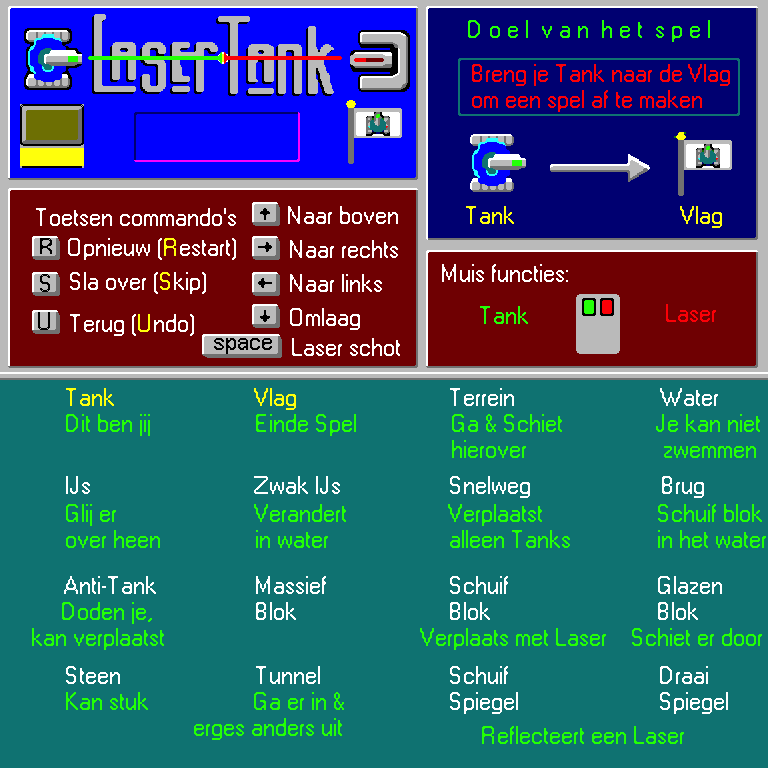 LaserTank
Doel van het spel
Breng je Tank naar de Vlag
om een spel af te maken
Tank
Vlag
Toetsen commando's
R Opnieuw (Restart)
S Sla over (Skip)
U Terug (Undo)
Naar boven
Naar rechts
Naar links
Omlaag
space Laser schot
Muis functies:
Tank
Laser
Tank
Dit ben jij
Vlag
Einde Spel
Terrein
Ga & Schiet
hierover
Water
Je kan niet
zwemmen
IJs
Glij er
over heen
Zwak IJs
Verandert
in water
Snelweg
Verplaatst
alleen Tanks
Brug
Schuif blok
in het water
Anti-Tank
Doden je,
kan verplaatst
Massief
Blok
Schuif
Blok
Verplaats met Laser
Glazen
Blok
Schiet er door
Steen
Kan stuk
Tunnel
Ga er in &
erges anders uit
Schuif
Spiegel
Draai
Spiegel
Reflecteert een Laser